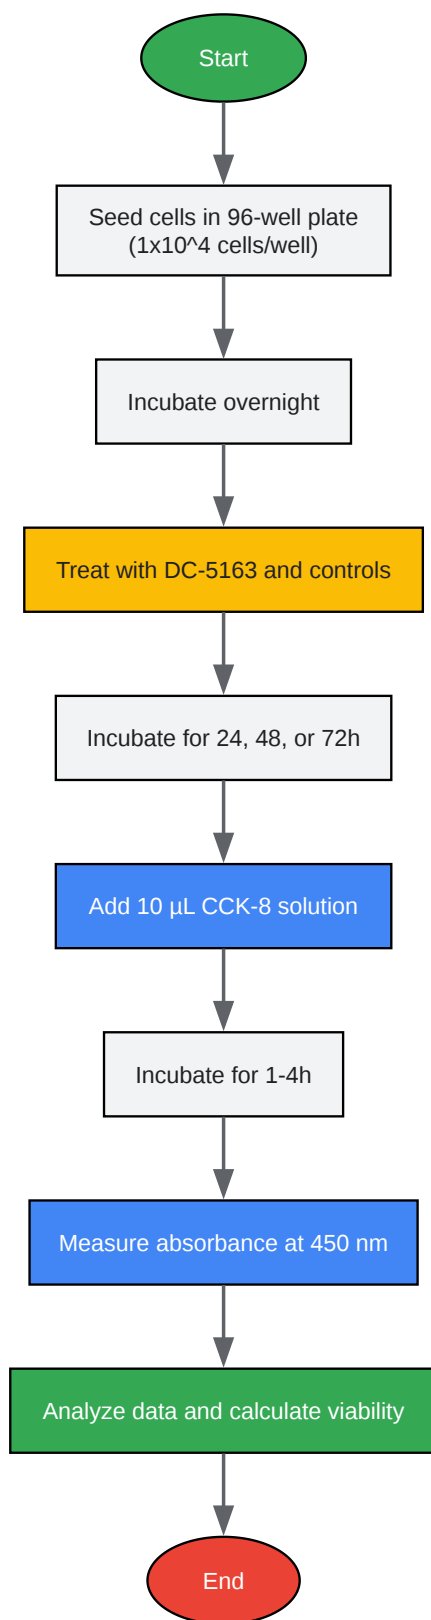 Start
Seed cells in 96-well plate
(1x10^4 cells/well)
Incubate overnight
Treat with DC-5163 and controls
Incubate for 24, 48, or 72h
Add 10 µL CCK-8 solution
Incubate for 1-4h
Measure absorbance at 450 nm
Analyze data and calculate viability
End